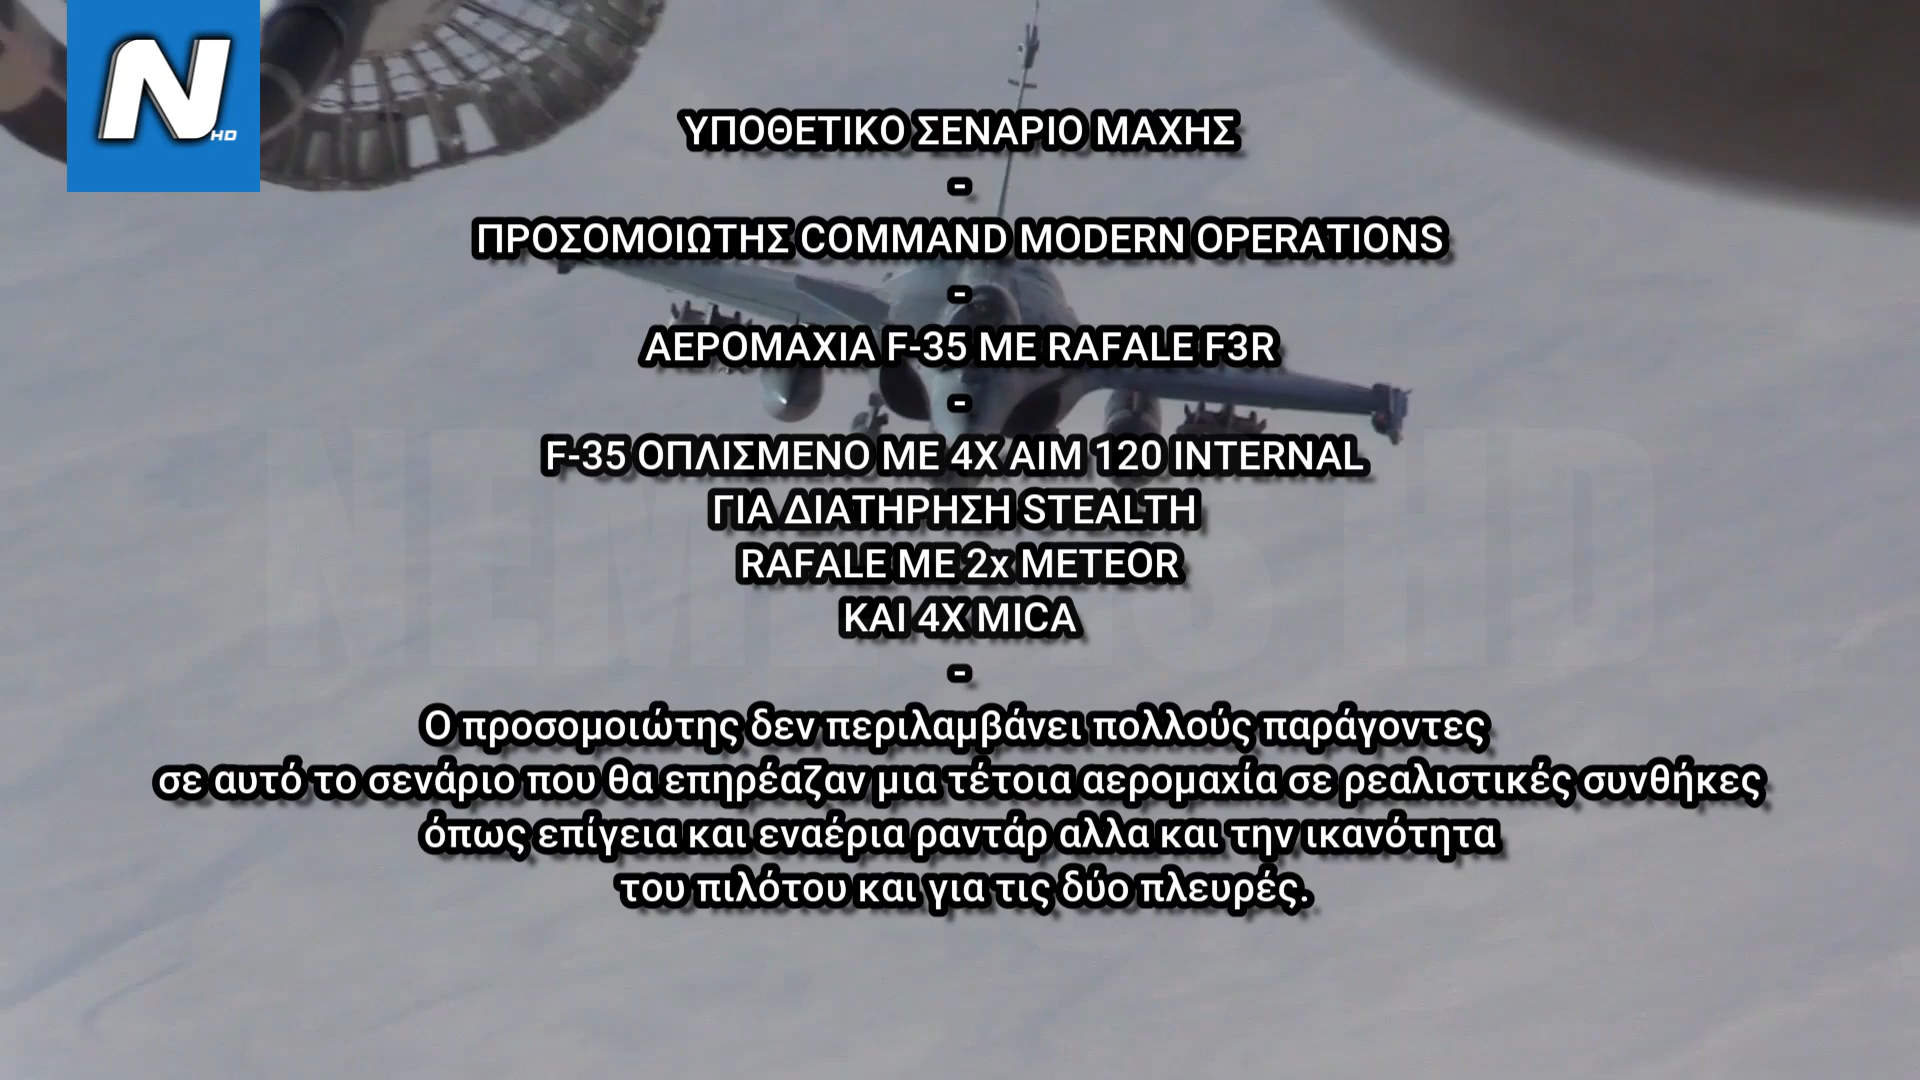 N HD
ΥΠΟΘΕΤΙΚΟ ΣΕΝΑΡΙΟ ΜΑΧΗΣ
-
ΠΡΟΣΟΜΟΙΩΤΗΣ COMMAND MODERN OPERATIONS
-
ΑΕΡΟΜΑΧΙΑ F-35 ΜΕ RAFALE F3R
-
F-35 ΟΠΛΙΣΜΕΝΟ ΜΕ 4X AIM 120 INTERNAL
ΓΙΑ ΔΙΑΤΗΡΗΣΗ STEALTH
RAFALE ΜΕ 2x METEOR
ΚΑΙ 4X MICA
-
Ο προσομοιώτης δεν περιλαμβάνει πολλούς παράγοντες
σε αυτό το σενάριο που θα επηρέαζαν μια τέτοια αερομαχία σε ρεαλιστικές συνθήκες
όπως επίγεια και εναέρια ραντάρ αλλα και την ικανότητα
του πιλότου και για τις δύο πλευρές.
NEMESIS HD